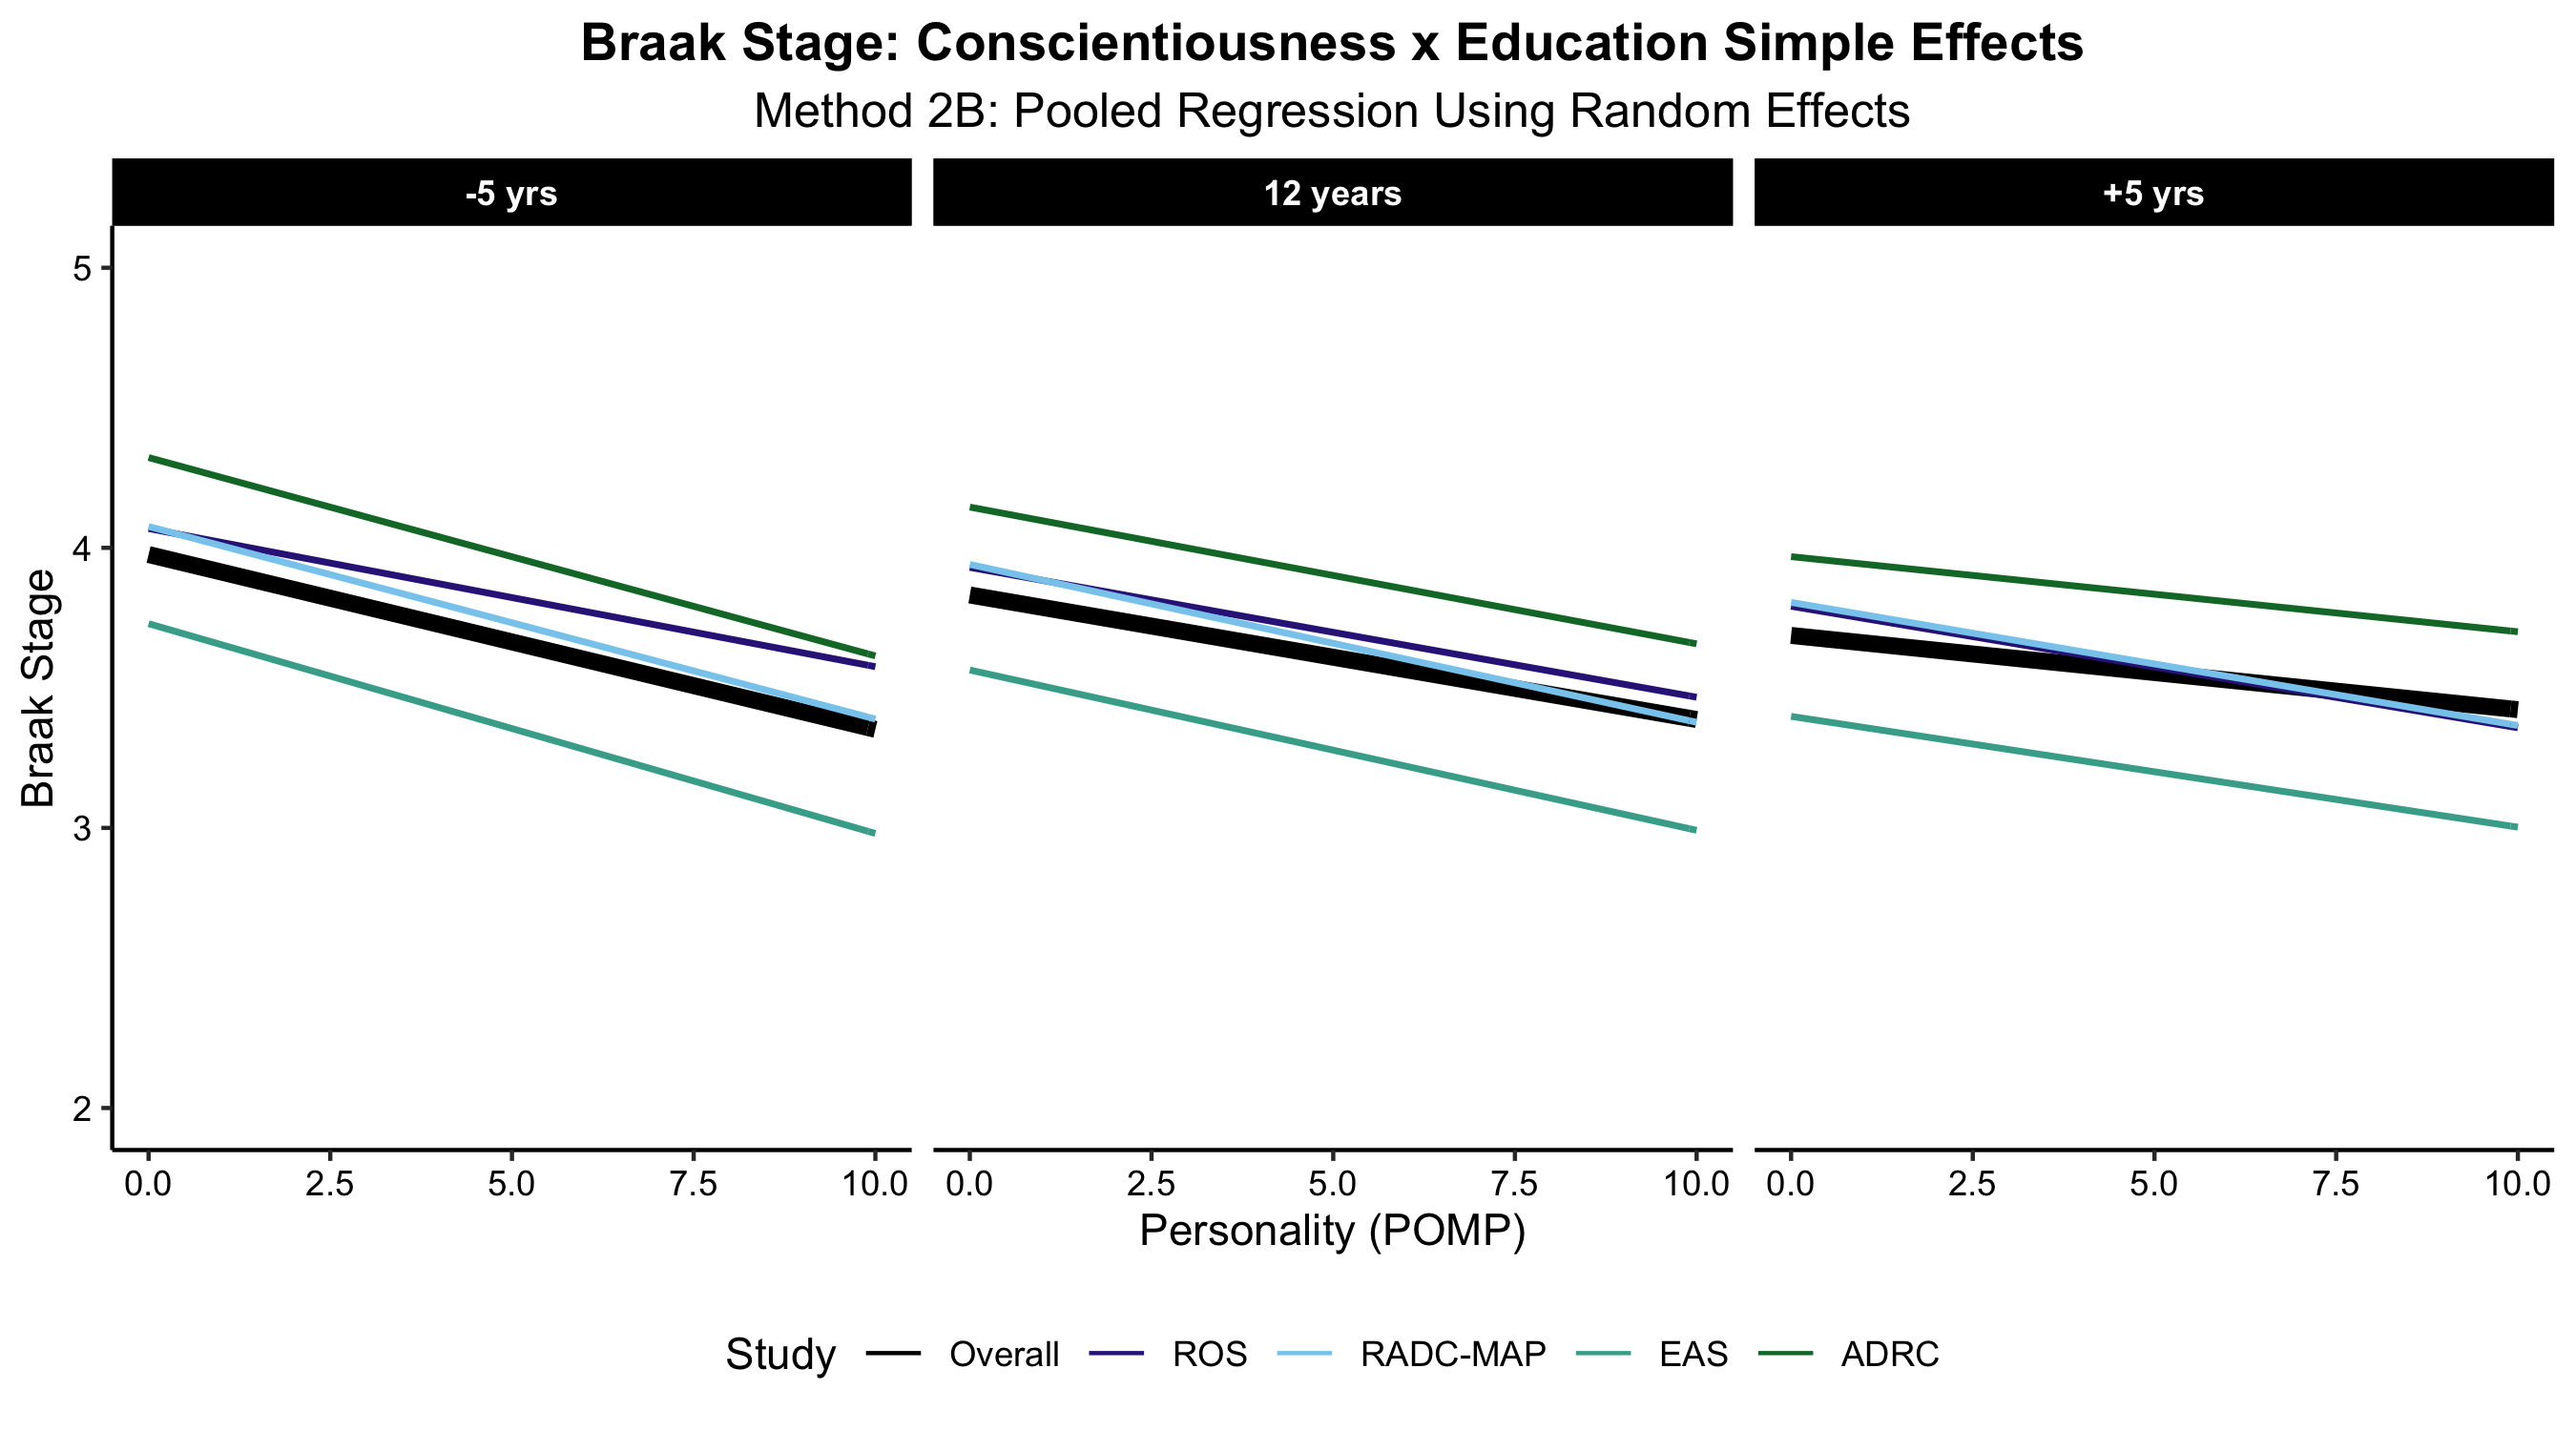 Braak Stage: Conscientiousness x Education Simple Effects
Method 2B: Pooled Regression Using Random Effects
-5 yrs 12 years +5 yrs
Braak Stage
5
4
3
2
0.0 2.5 5.0 7.5 10.0 0.0 2.5 5.0 7.5 10.0 0.0 2.5 5.0 7.5 10.0
Personality (POMP)
Study Overall ROS RADC-MAP EAS ADRC